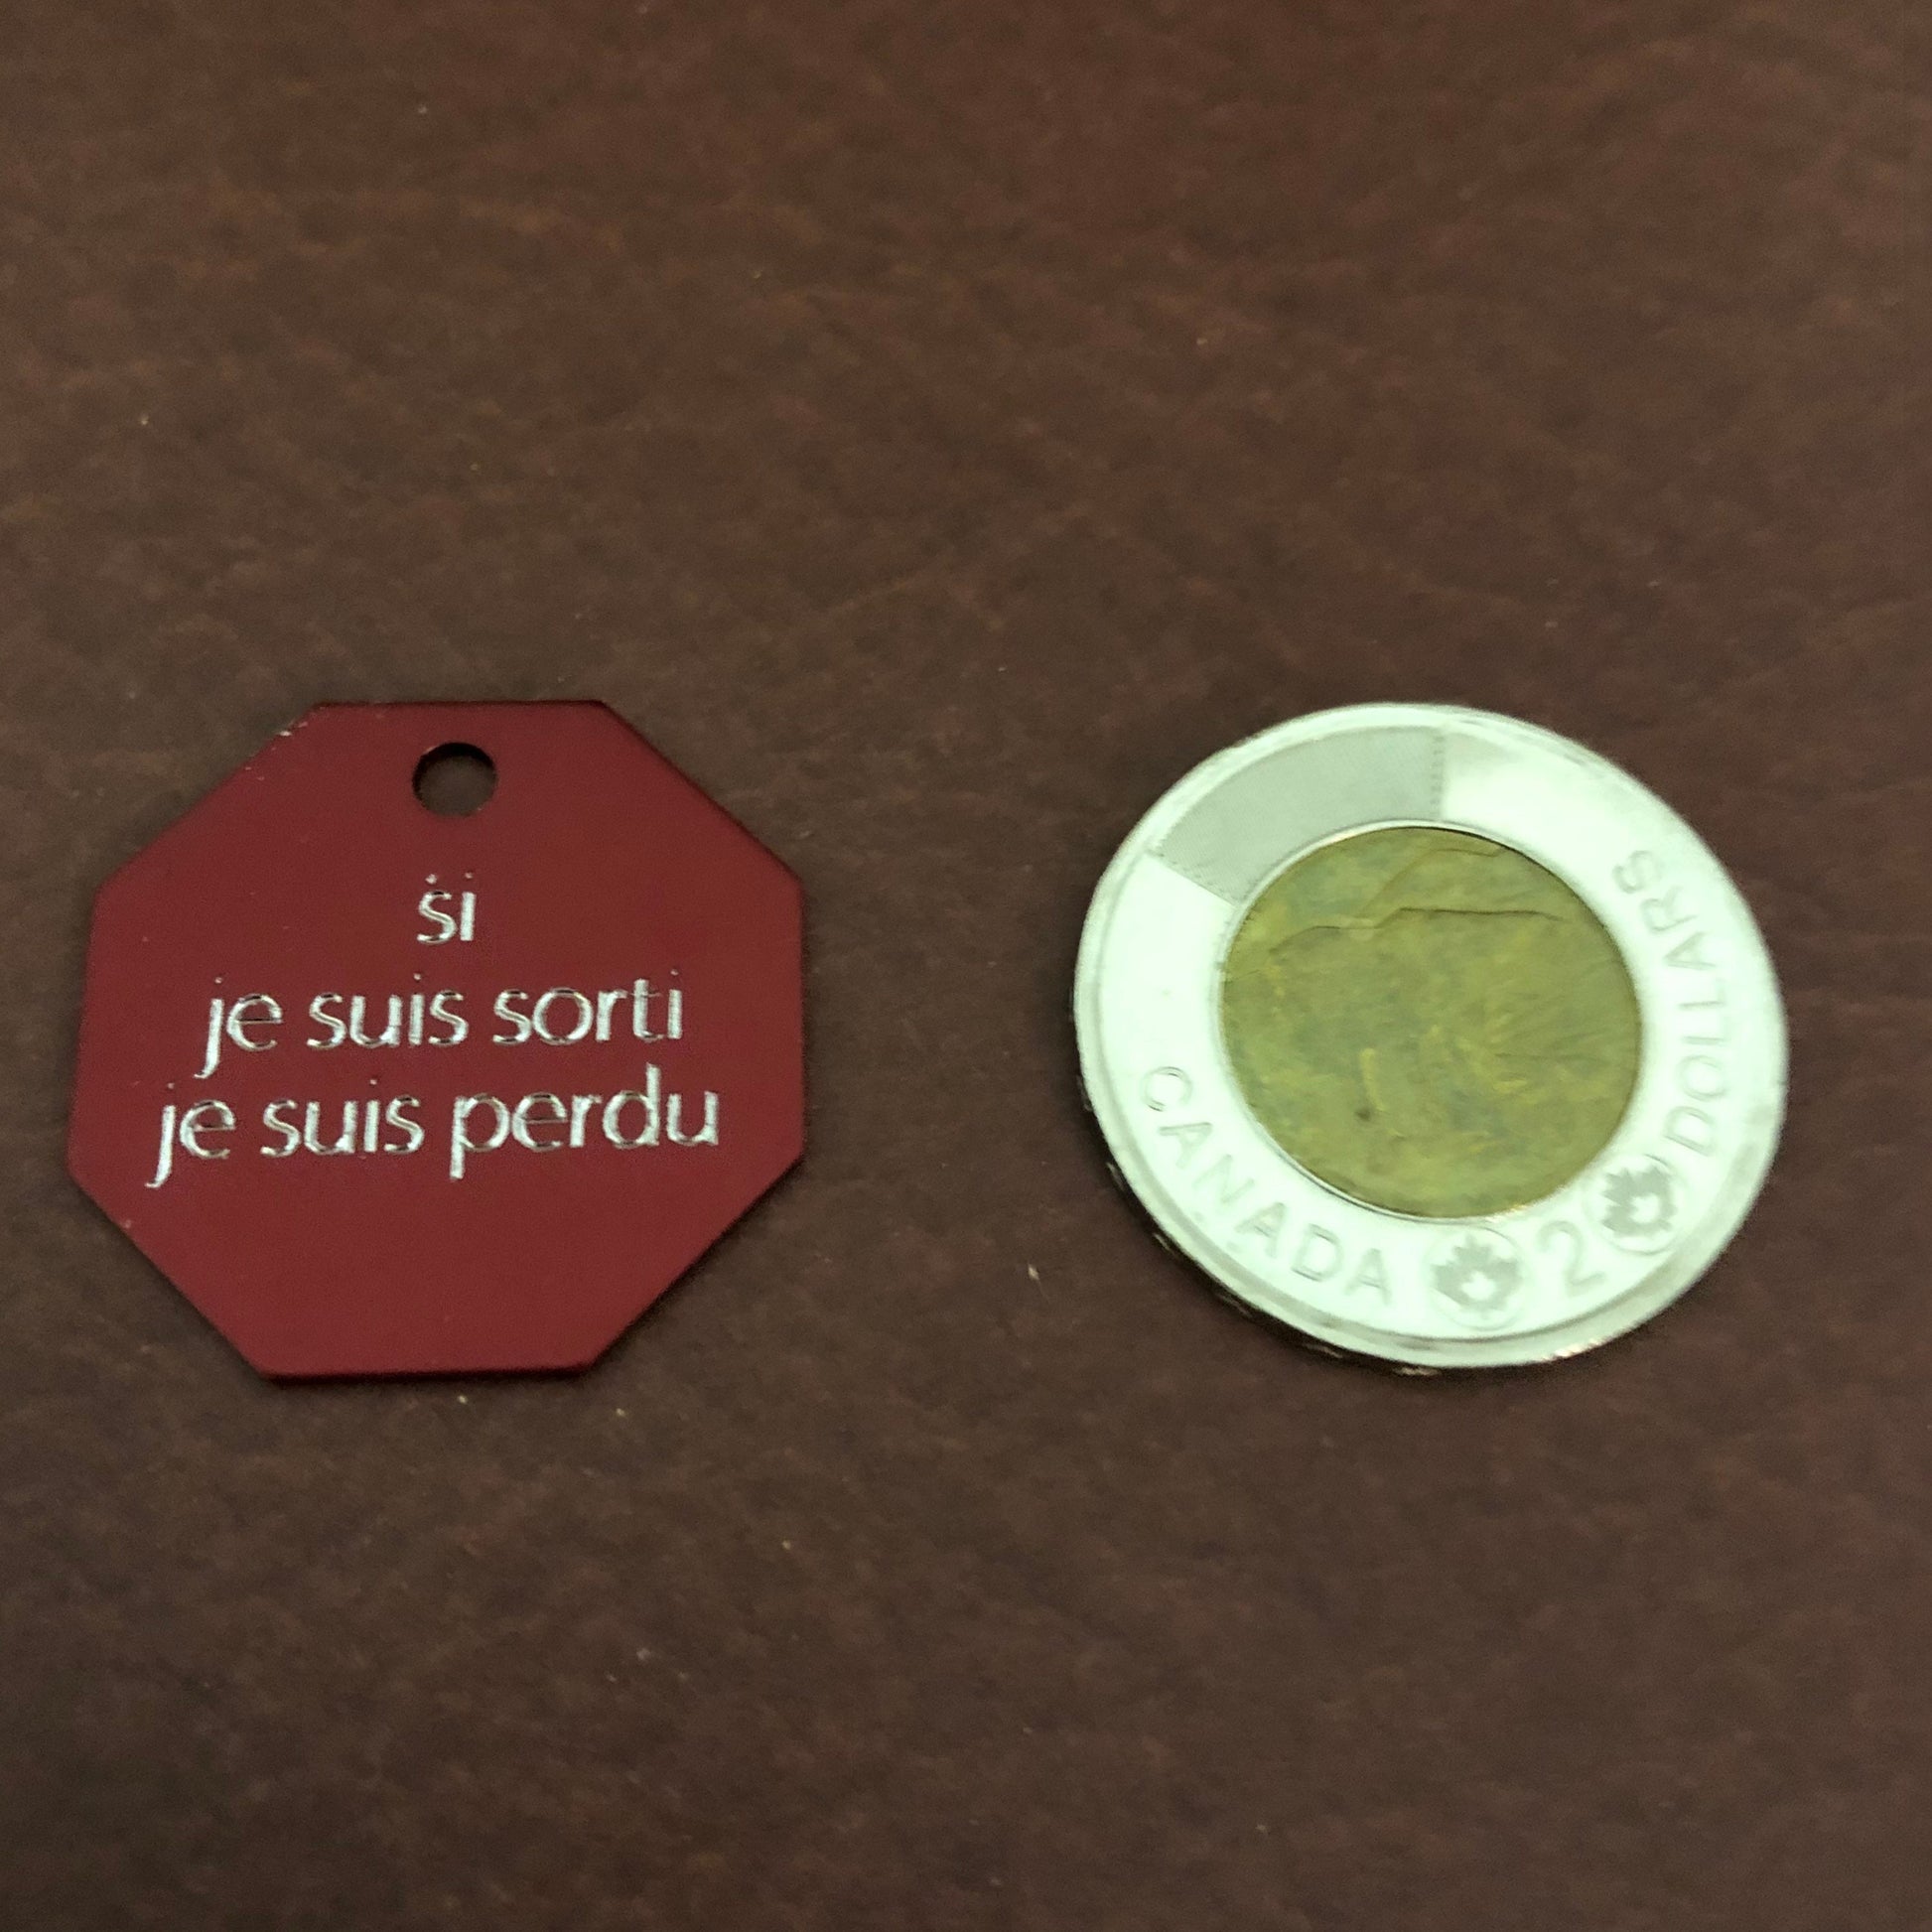 si
je suis sorti
je suis perdu
CANADA 2 DOLLARS